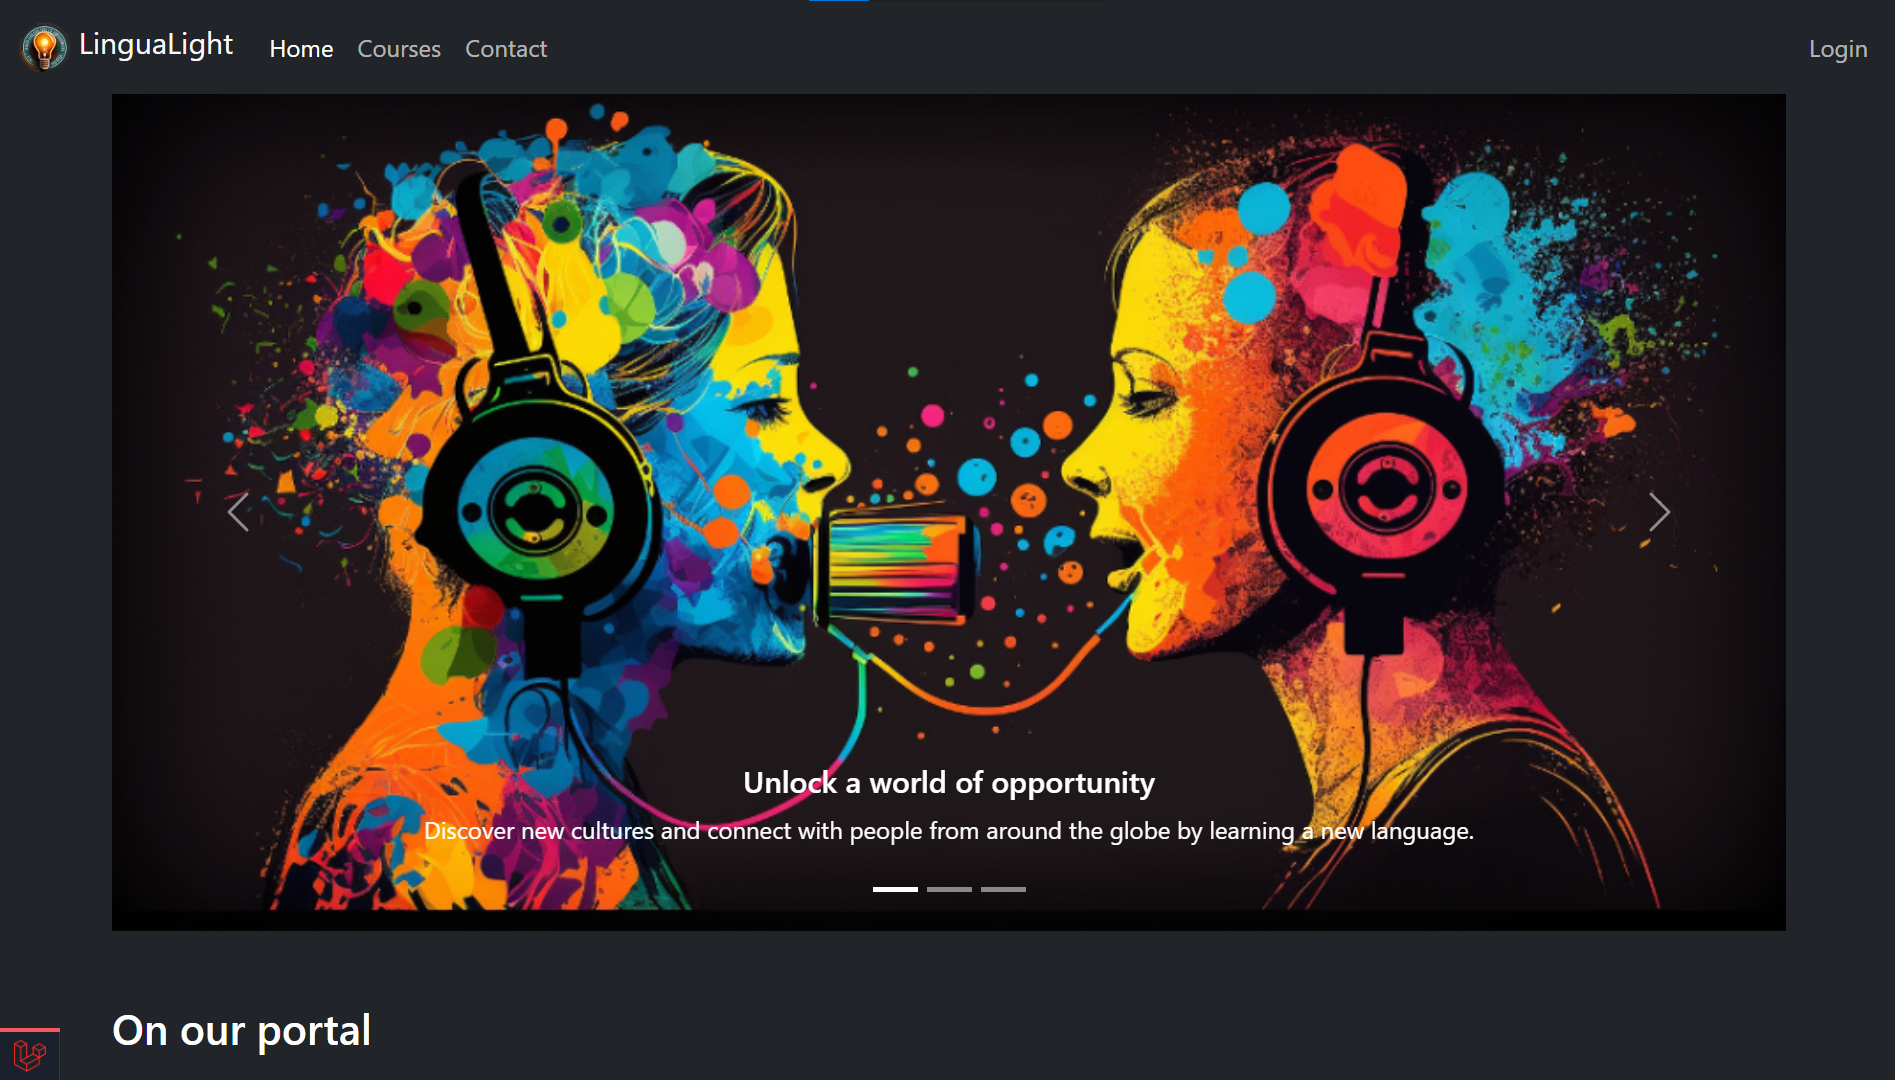 LinguaLight
Home
Courses
Contact
Login
Unlock a world of opportunity
Discover new cultures and connect with people from around the globe by learning a new language.
On our portal